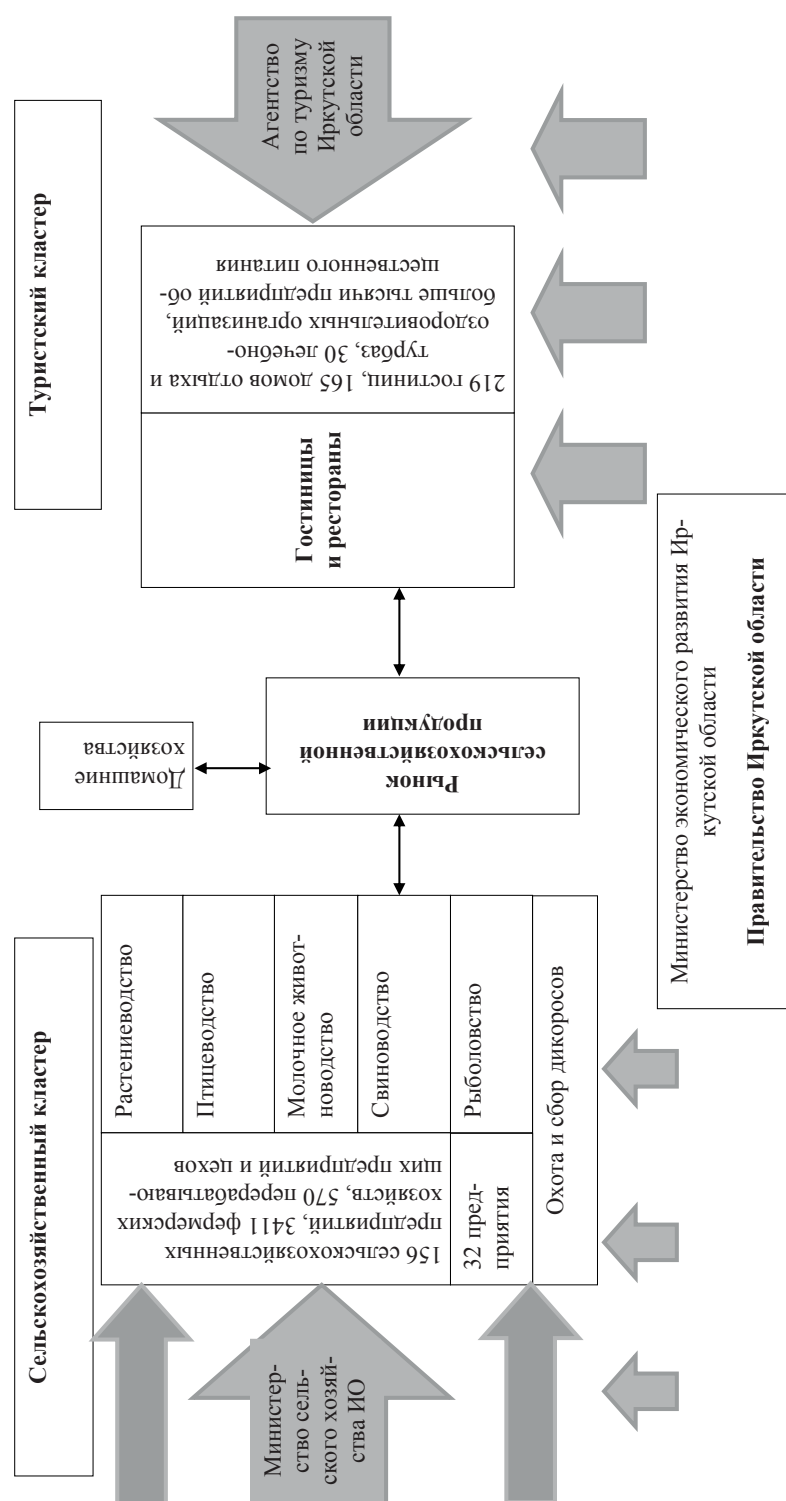 Сельскохозяйственный кластер
Туристский кластер
Министер-
ство сель-
ского хозяй-
ства ИО
156 сельскохозяйственных
предприятий, 3411 фермерских
хозяйств, 570 перерабатываю-
щих предприятий и цехов
Растениеводство
Птицеводство
Молочное живот-
новодство
Свиноводство
32 пред-
приятия
Рыболовство
Охота и сбор дикоросов
Домашние
хозяйства
Рынок
сельскохозяйственной
продукции
Гостиницы
и рестораны
219 гостиниц, 165 домов отдыха и
турбаз, 30 лечебно-
оздоровительных организаций,
больше тысячи предприятий об-
щественного питания
Агентство
по туризму
Иркутской
области
Министерство экономического развития Ир-
кутской области
Правительство Иркутской области